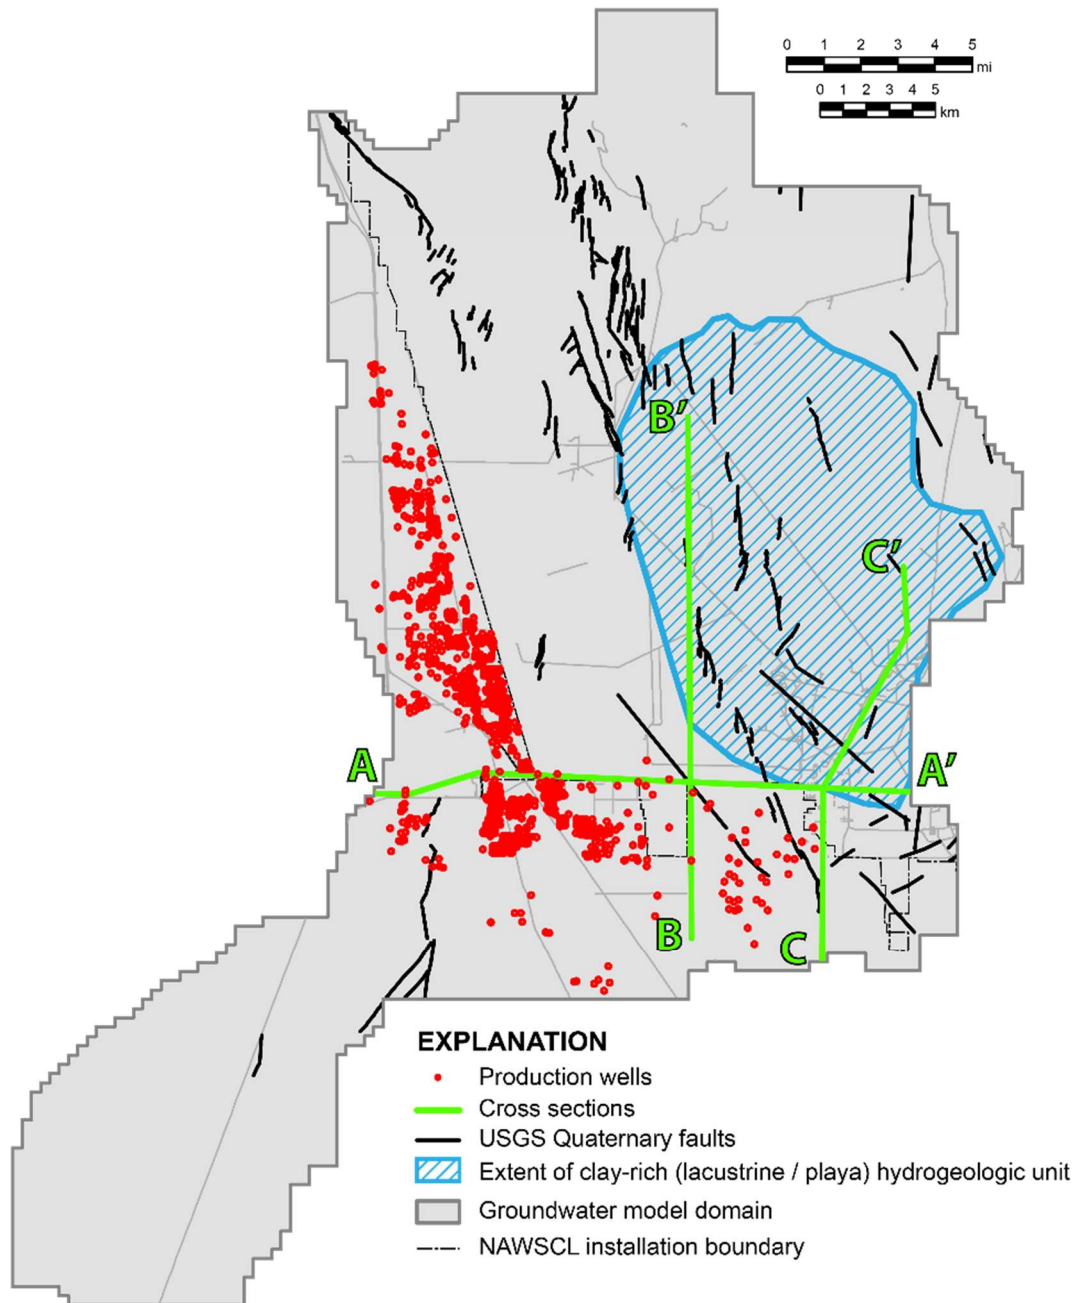 0 1 2 3 4 5
mi
0 1 2 3 4 5
km
B'
C'
A
A'
B
C
EXPLANATION
Production wells
Cross sections
USGS Quaternary faults
Extent of clay-rich (lacustrine / playa) hydrogeologic unit
Groundwater model domain
NAWSCL installation boundary